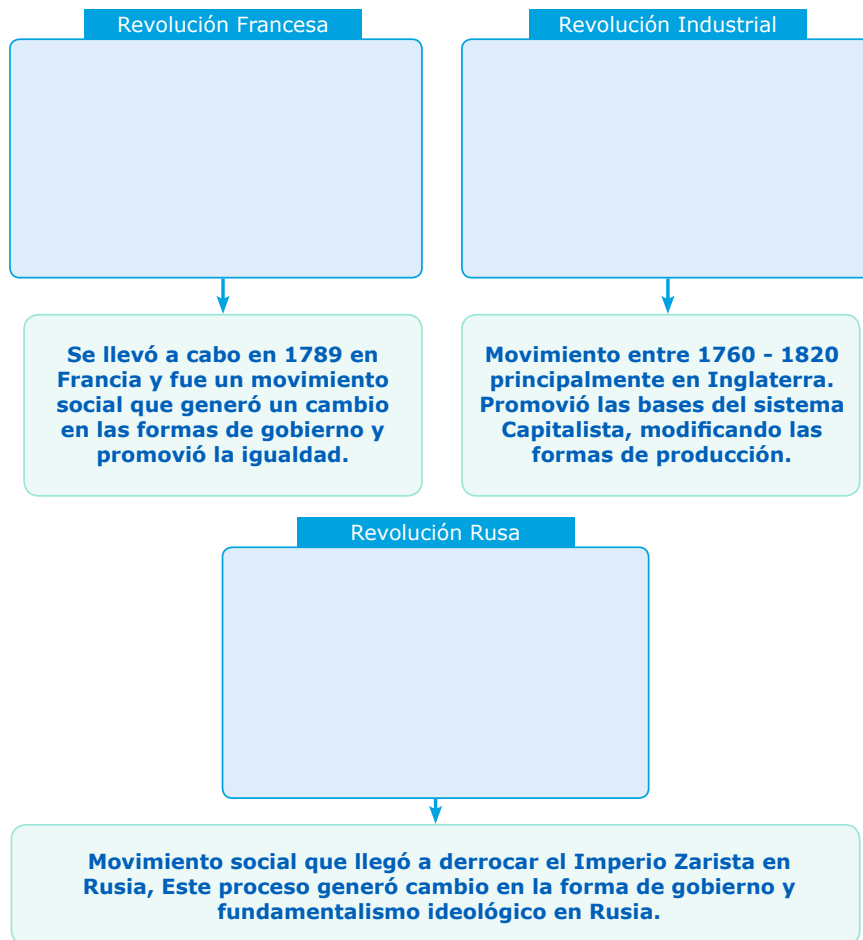 Revolución Francesa
Se llevó a cabo en 1789 en
Francia y fue un movimiento
social que generó un cambio
en las formas de gobierno y
promovió la igualdad.
Revolución Industrial
Movimiento entre 1760 - 1820
principalmente en Inglaterra.
Promovió las bases del sistema
Capitalista, modificando las
formas de producción.
Revolución Rusa
Movimiento social que llegó a derrocar el Imperio Zarista en
Rusia, Este proceso generó cambio en la forma de gobierno y
fundamentalismo ideológico en Rusia.